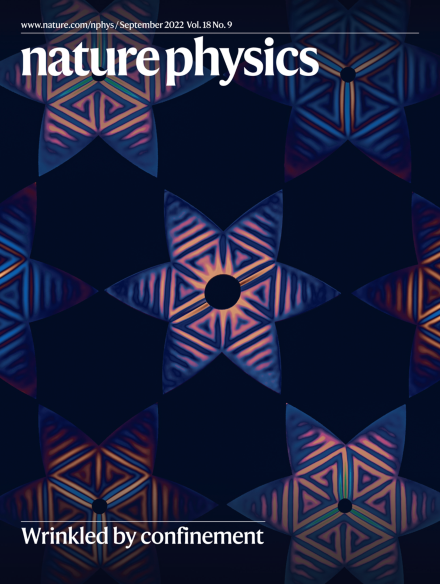 www.nature.com/nphys / September 2022 Vol. 18 No. 9
nature physics
Wrinkled by confinement